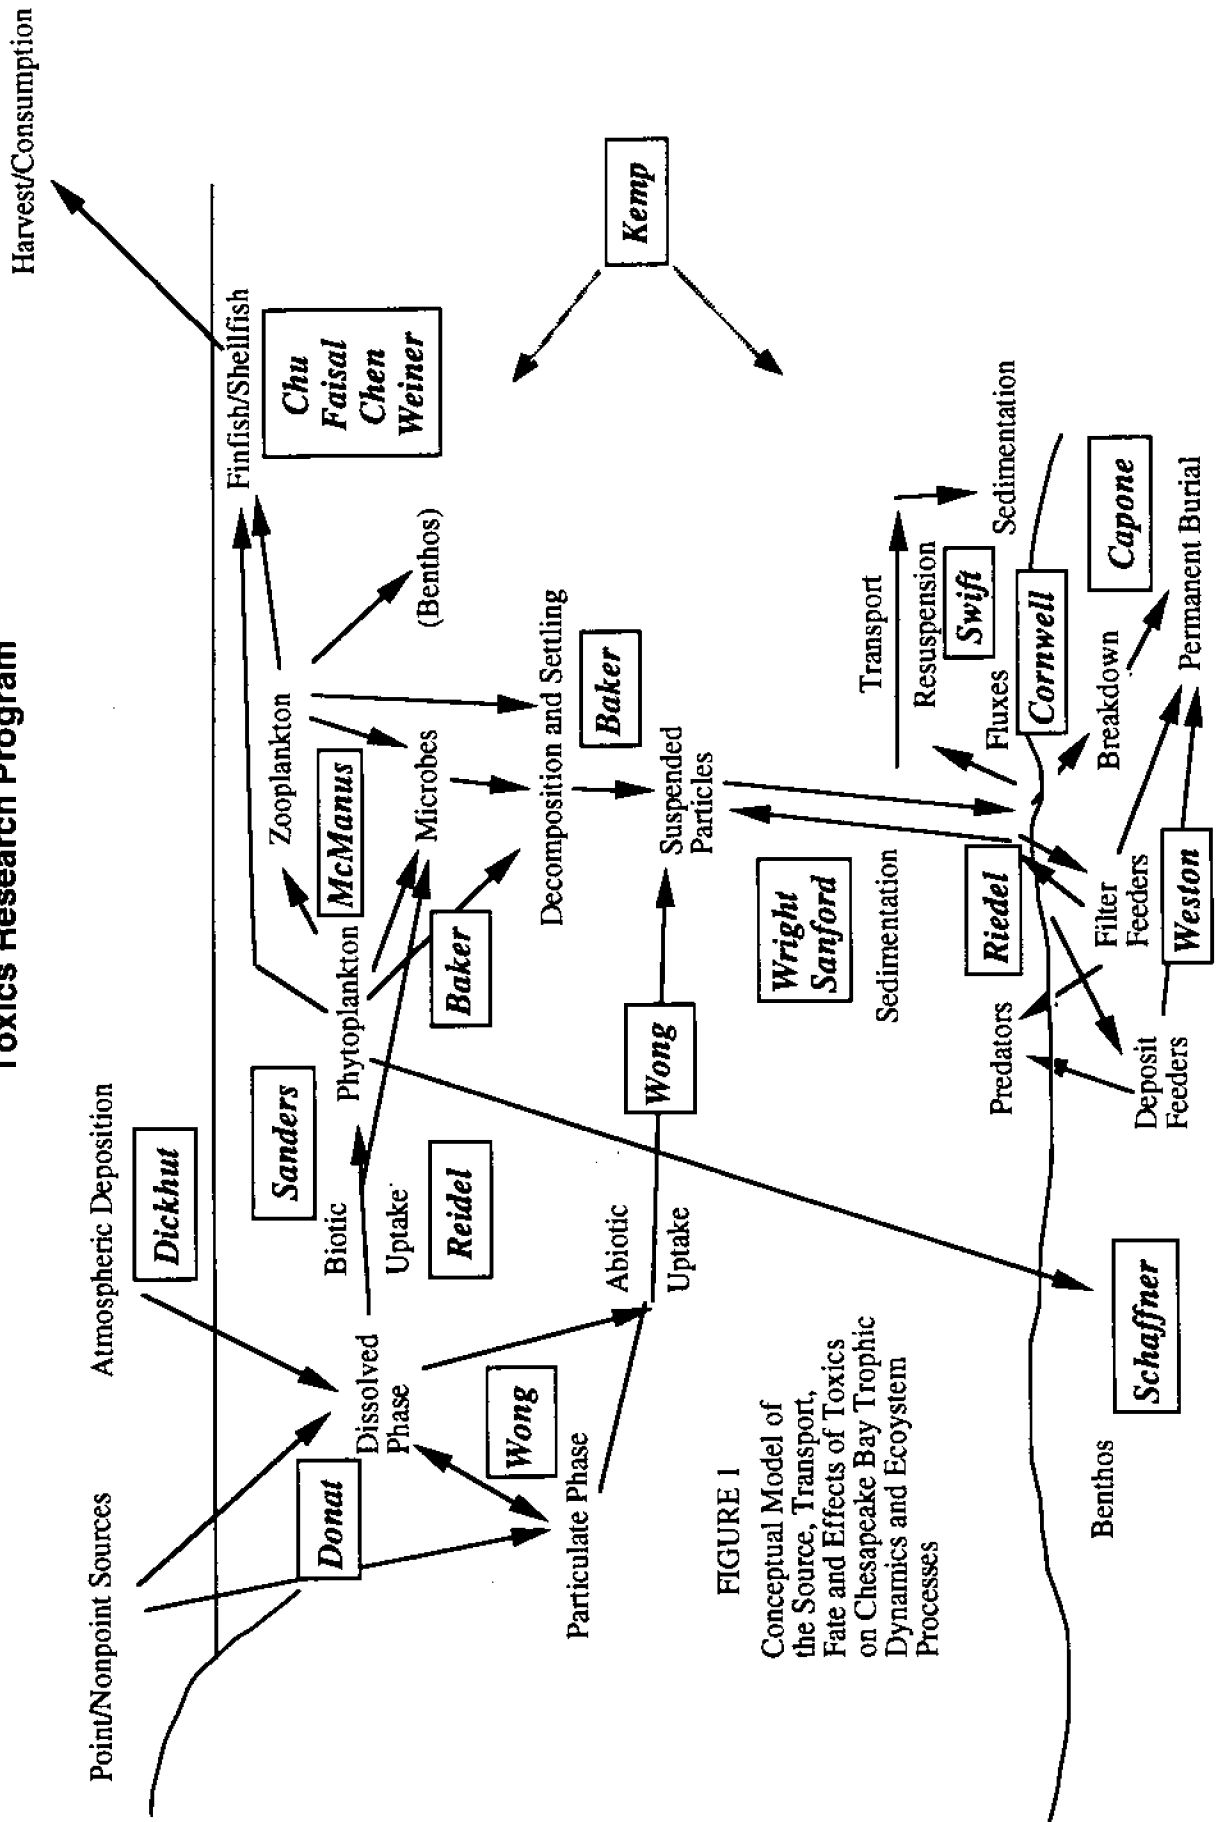 Toxics Research Program
Harvest/Consumption
Point/Nonpoint Sources
Atmospheric Deposition
Dickhut
Finfish/Shellfish
Chu
Faisal
Chen
Weiner
Donat
Dissolved
Phase
Sanders
Biotic
Uptake
Reidel
Phytoplankton
Zooplankton
McManus
Microbes
(Benthos)
Baker
Wong
Particulate Phase
Abiotic
Uptake
Wong
Decomposition and Settling
Baker
Suspended
Particles
Kemp
FIGURE 1
Conceptual Model of
the Source, Transport,
Fate and Effects of Toxics
on Chesapeake Bay Trophic
Dynamics and Ecoystem
Processes
Wright
Sanford
Sedimentation
Transport
Resuspension
Swift
Sedimentation
Fluxes
Riedel
Cornwell
Predators
Benthos
Schaffner
Deposit
Feeders
Filter
Feeders
Weston
Breakdown
Capone
Permanent Burial